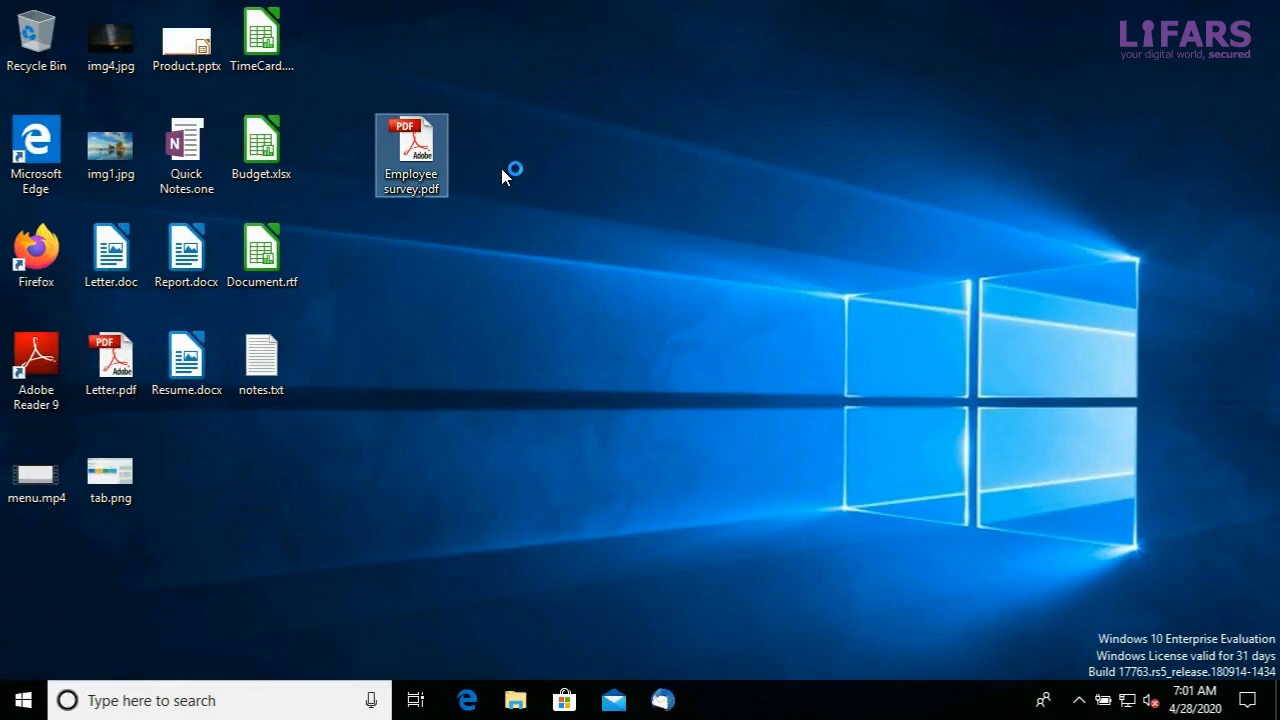 LIFARS
your digital world, secured
Recycle Bin
img4.jpg
Product.pptx
TimeCard....
Microsoft
Edge
img1.jpg
Quick
Notes.one
Budget.xlsx
PDF
Adobe
Employee
survey.pdf
Firefox
Letter.doc
Report.docx
Document.rtf
Adobe
Reader 9
PDF
Adobe
Letter.pdf
Resume.docx
notes.txt
menu.mp4
tab.png
Windows 10 Enterprise Evaluation
Windows License valid for 31 days
Build 17763.rs5_release.180914-1434
Type here to search
7:01 AM
4/28/2020